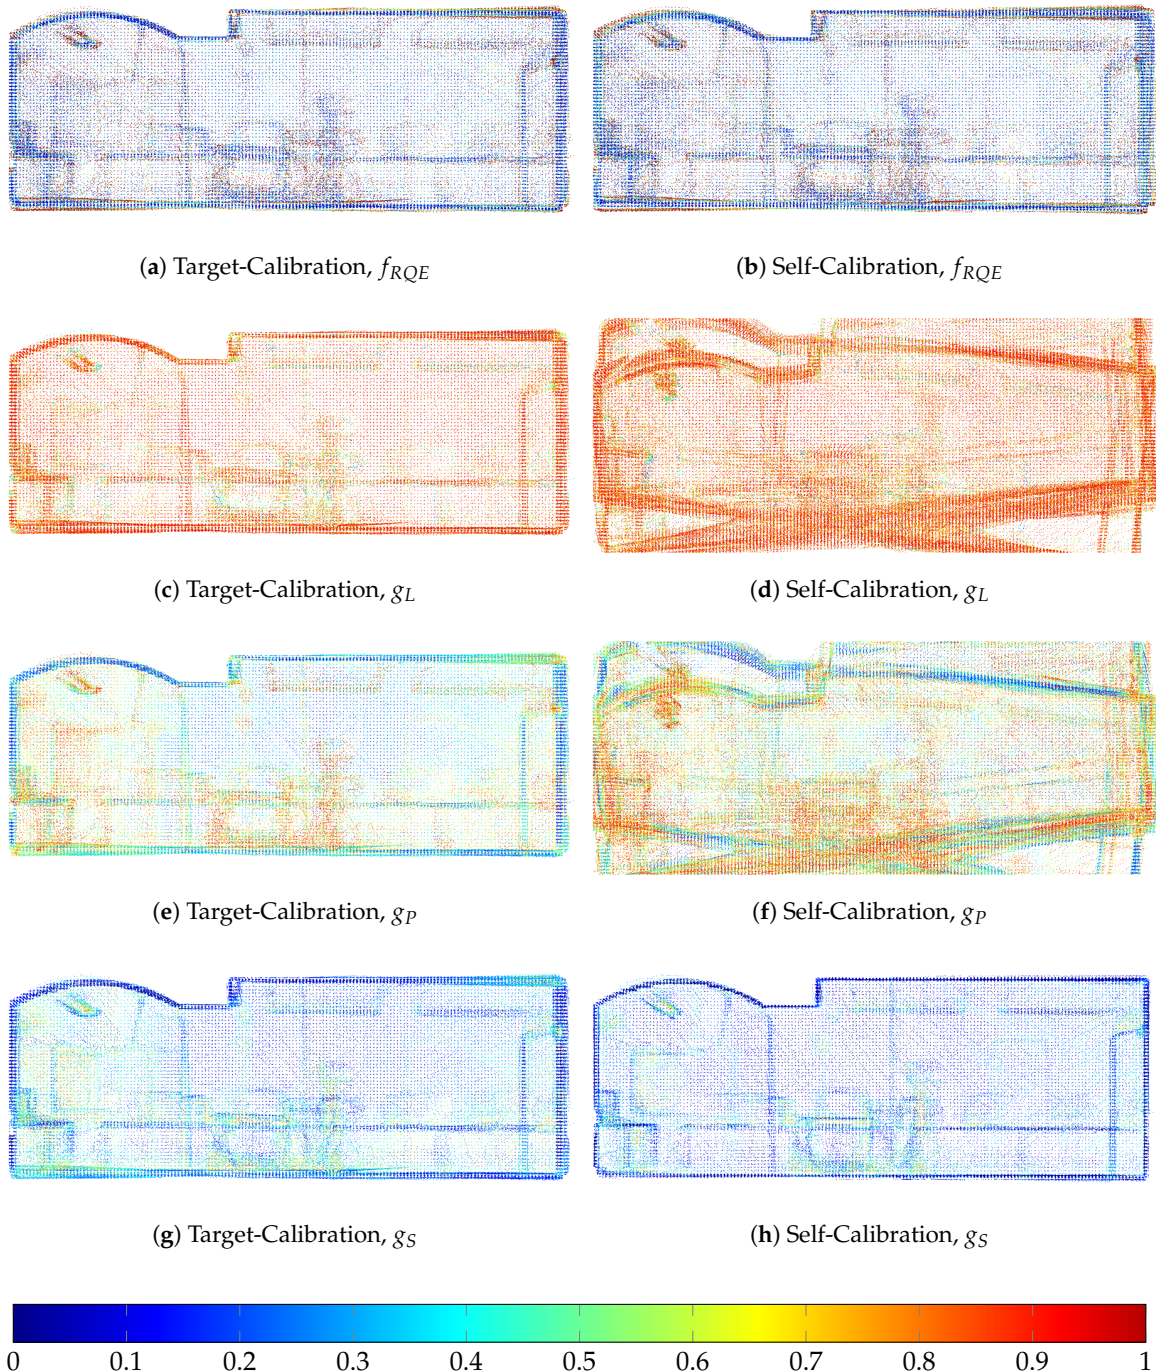 (a) Target-Calibration, f_RQE
(b) Self-Calibration, f_RQE
(c) Target-Calibration, g_L
(d) Self-Calibration, g_L
(e) Target-Calibration, g_P
(f) Self-Calibration, g_P
(g) Target-Calibration, g_S
(h) Self-Calibration, g_S
0 0.1 0.2 0.3 0.4 0.5 0.6 0.7 0.8 0.9 1